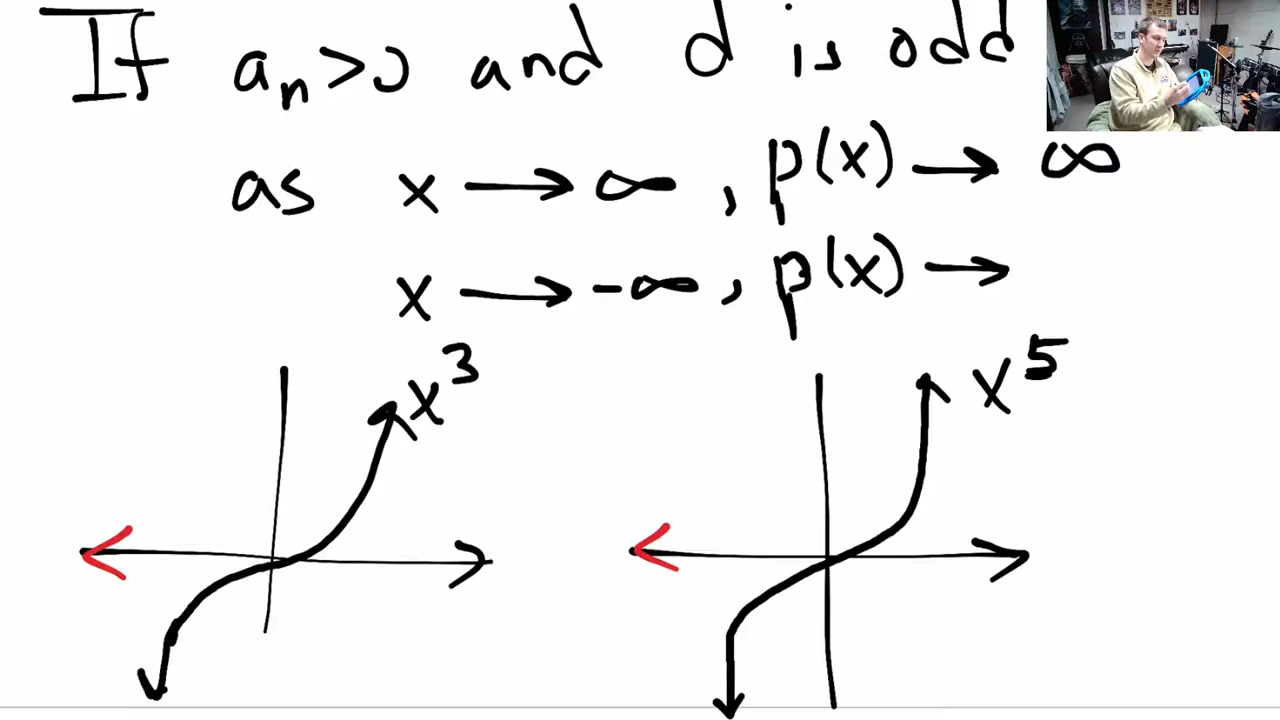 If aₙ>0 and d is odd
as x → ∞, p(x) → ∞
x → -∞, p(x) →
x³
x⁵